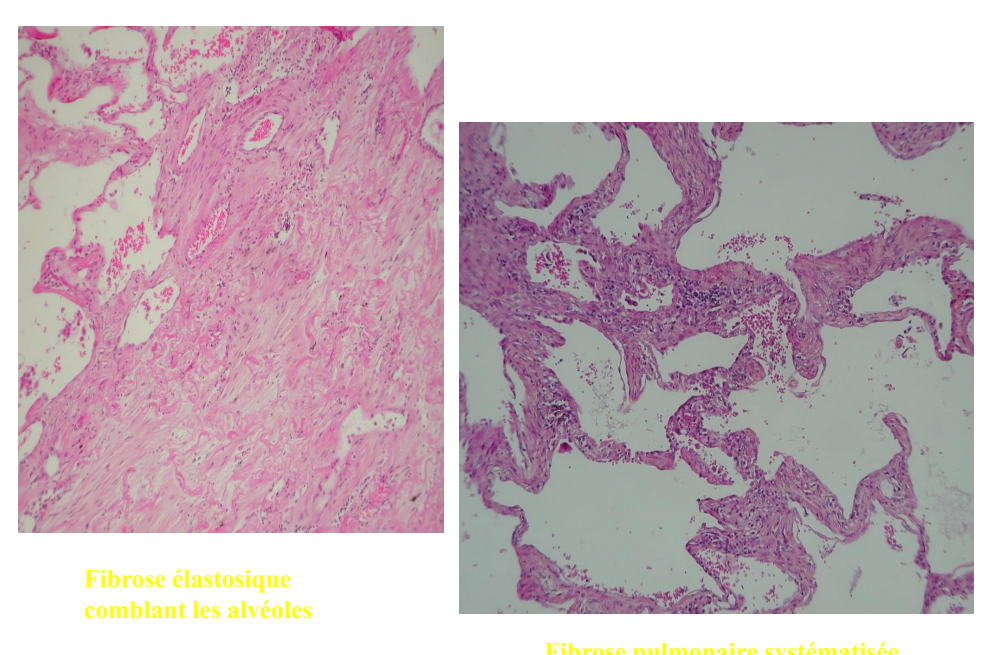 Fibrose élastosique
comblant les alvéoles
Fibrose pulmonaire systématisée